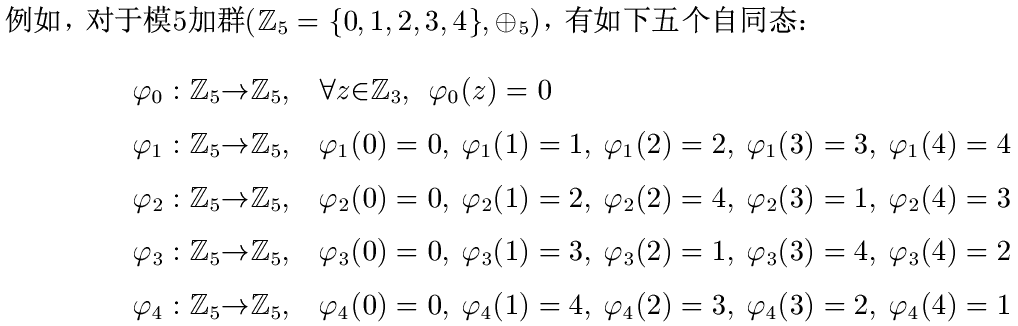 例如，对于模5加群(ℤ₅ = {0, 1, 2, 3, 4}, ⊕₅)，有如下五个自同态：
φ₀ : ℤ₅→ℤ₅, ∀z∈ℤ₃, φ₀(z) = 0
φ₁ : ℤ₅→ℤ₅, φ₁(0) = 0, φ₁(1) = 1, φ₁(2) = 2, φ₁(3) = 3, φ₁(4) = 4
φ₂ : ℤ₅→ℤ₅, φ₂(0) = 0, φ₂(1) = 2, φ₂(2) = 4, φ₂(3) = 1, φ₂(4) = 3
φ₃ : ℤ₅→ℤ₅, φ₃(0) = 0, φ₃(1) = 3, φ₃(2) = 1, φ₃(3) = 4, φ₃(4) = 2
φ₄ : ℤ₅→ℤ₅, φ₄(0) = 0, φ₄(1) = 4, φ₄(2) = 3, φ₄(3) = 2, φ₄(4) = 1